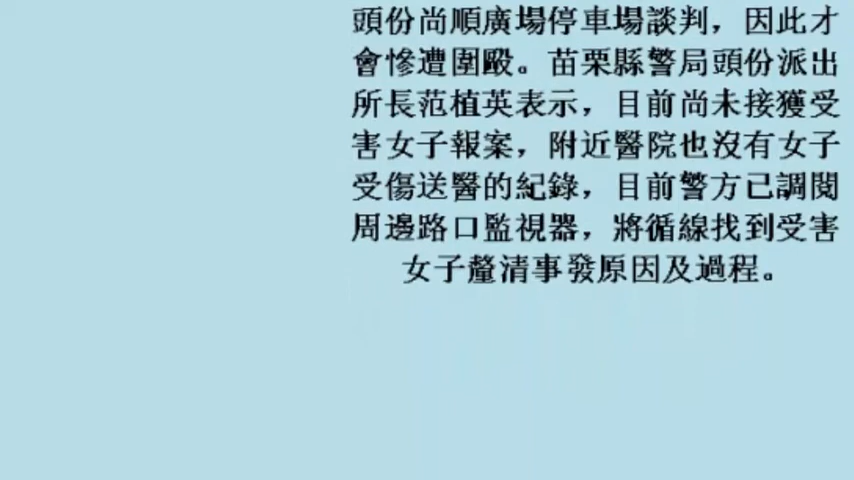 頭份尚順廣場停車場談判，因此才
會慘遭圍毆。苗栗縣警局頭份派出
所長范植英表示，目前尚未接獲受
害女子報案，附近醫院也沒有女子
受傷送醫的紀錄，目前警方已調閱
周邊路口監視器，將循線找到受害
女子釐清事發原因及過程。